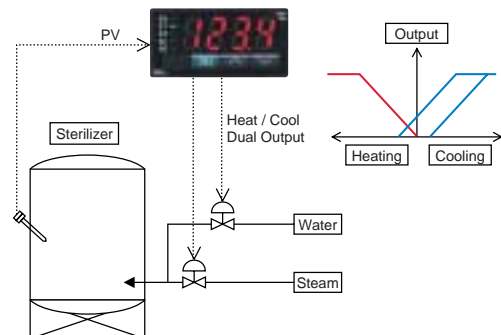 PV
1234
Output
Heat / Cool
Dual Output
Sterilizer
Heating
Cooling
Water
Steam